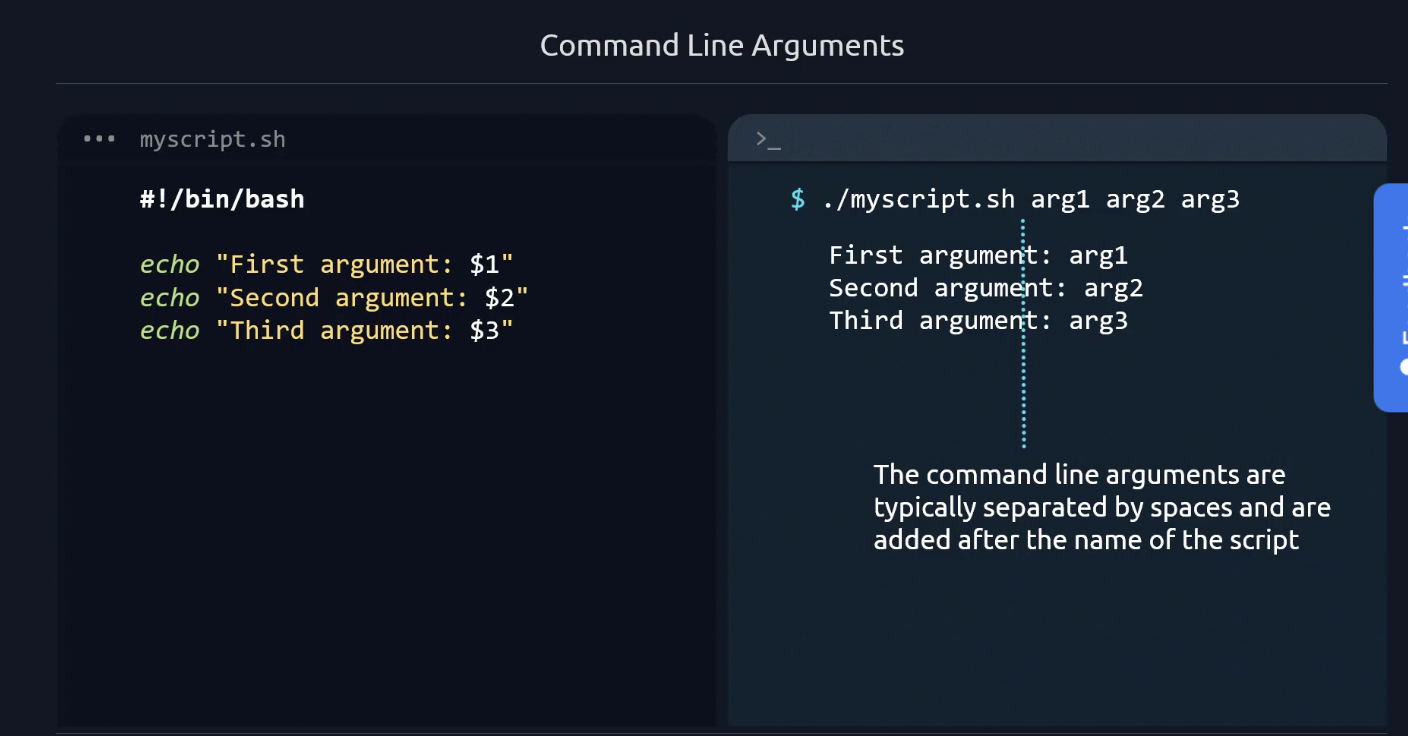 Command Line Arguments
myscript.sh
#!/bin/bash
echo "First argument: $1"
echo "Second argument: $2"
echo "Third argument: $3"
>_
$ ./myscript.sh arg1 arg2 arg3
First argument: arg1
Second argument: arg2
Third argument: arg3
The command line arguments are
typically separated by spaces and are
added after the name of the script